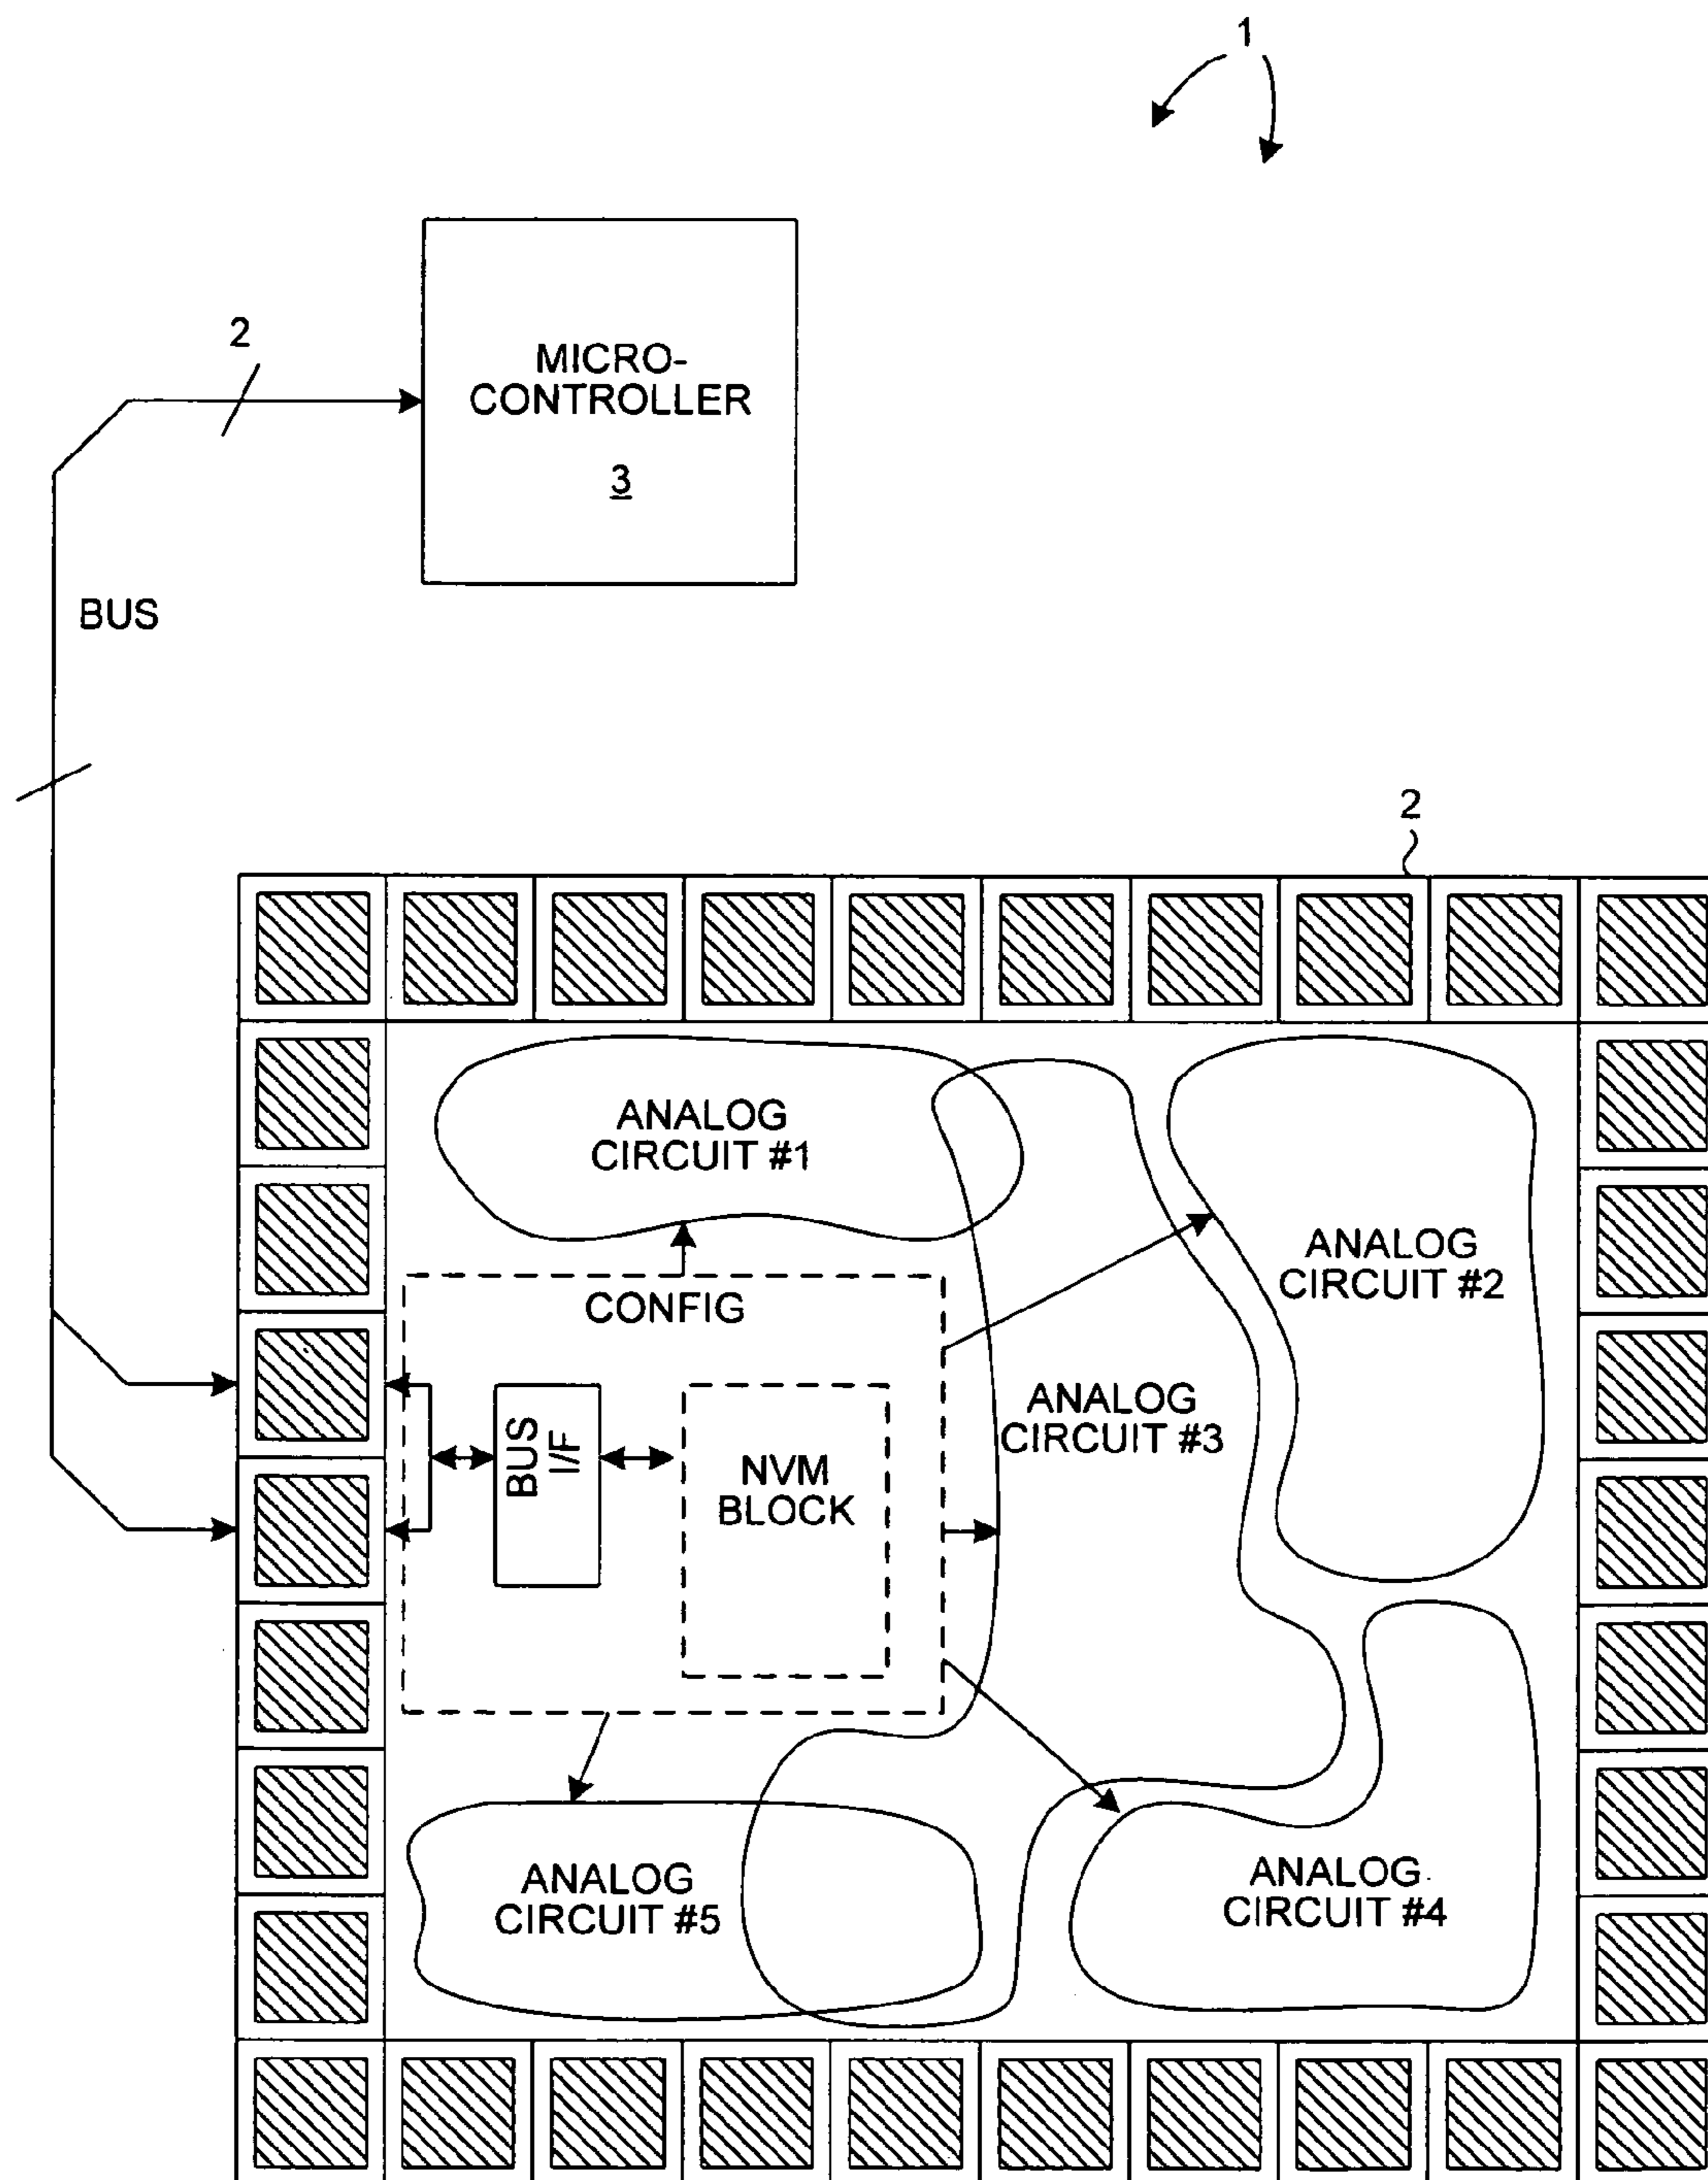 1
2
MICRO-
CONTROLLER
3
BUS
2
ANALOG
CIRCUIT #1
ANALOG
CIRCUIT #2
CONFIG
ANALOG
CIRCUIT #3
BUS
I/F
NVM
BLOCK
ANALOG
CIRCUIT #4
ANALOG
CIRCUIT #5